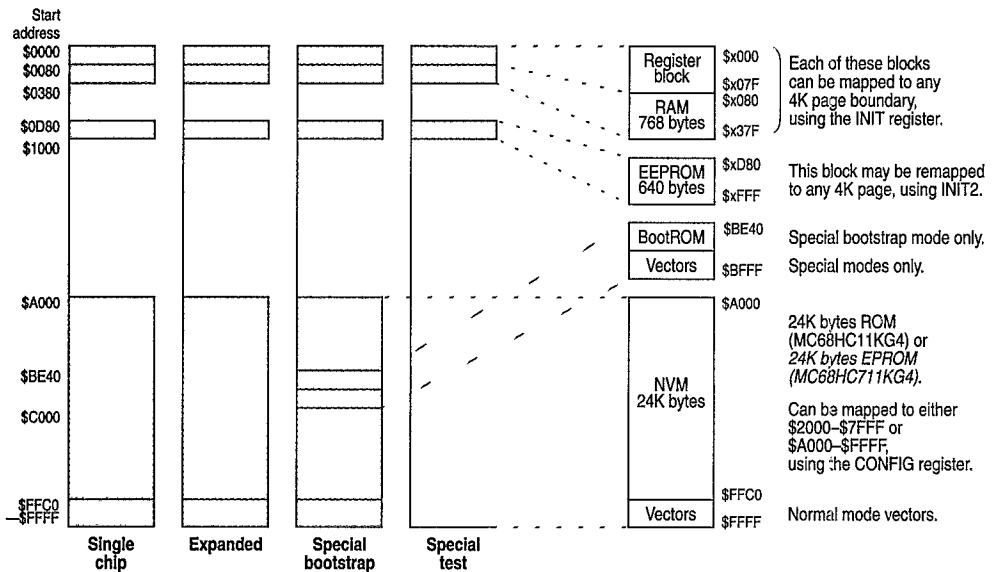 Start
address
$0000
$0080
$0380
$0D80
$1000
$A000
$BE40
$C000
$FFC0
—$FFFF
Single
chip
Expanded
Special
bootstrap
Special
test
Register
block
$x000
$x07F
RAM
768 bytes
$x080
$x37F
Each of these blocks
can be mapped to any
4K page boundary,
using the INIT register.
EEPROM
640 bytes
$xD80
$xFFF
This block may be remapped
to any 4K page, using INIT2.
BootROM
$BE40
Special bootstrap mode only.
Vectors
$BFFF
Special modes only.
$A000
NVM
24K bytes
24K bytes ROM
(MC68HC11KG4) or
24K bytes EPROM
(MC68HC711KG4).
Can be mapped to either
$2000–$7FFF or
$A000–$FFFF,
using the CONFIG register.
$FFC0
Vectors
$FFFF
Normal mode vectors.